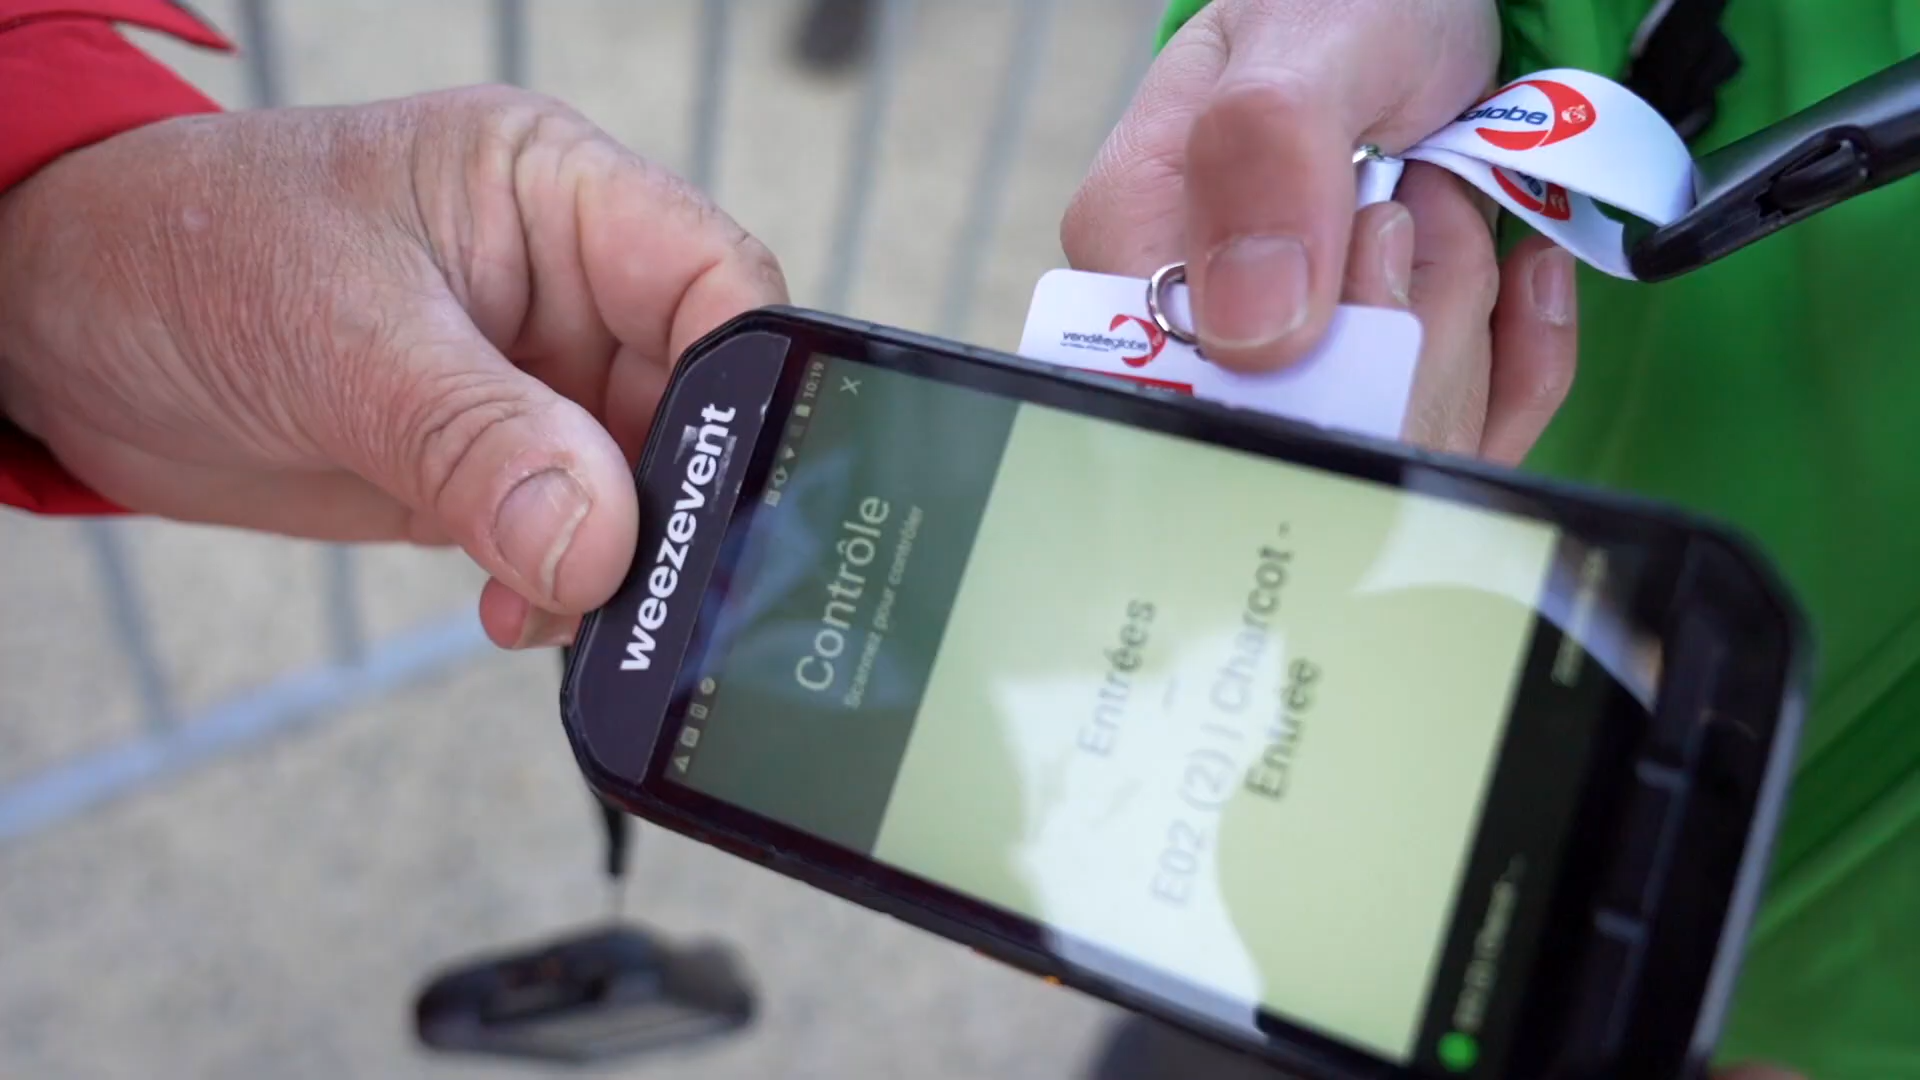 weezevent
10:19
Contrôle
Scannez pour contrôler
Entrées
-
E02 (2) | Charcot -
Entrée
vendéeglobe
globe